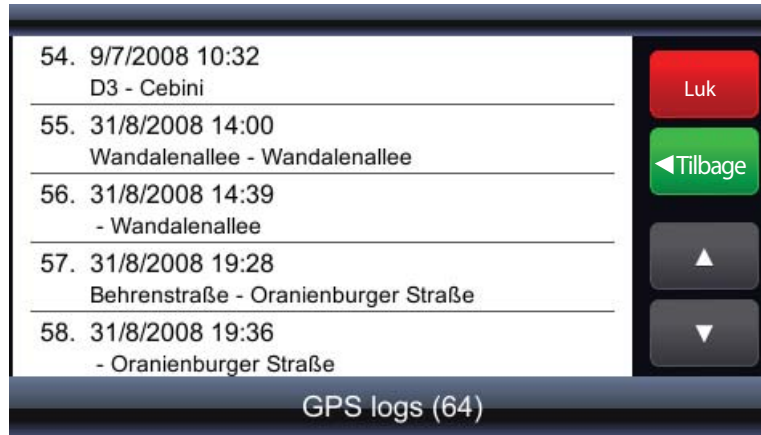 54. 9/7/2008 10:32
D3 - Cebini
55. 31/8/2008 14:00
Wandalenallee - Wandalenallee
56. 31/8/2008 14:39
- Wandalenallee
57. 31/8/2008 19:28
Behrenstraße - Oranienburger Straße
58. 31/8/2008 19:36
- Oranienburger Straße
Luk
Tilbage
GPS logs (64)